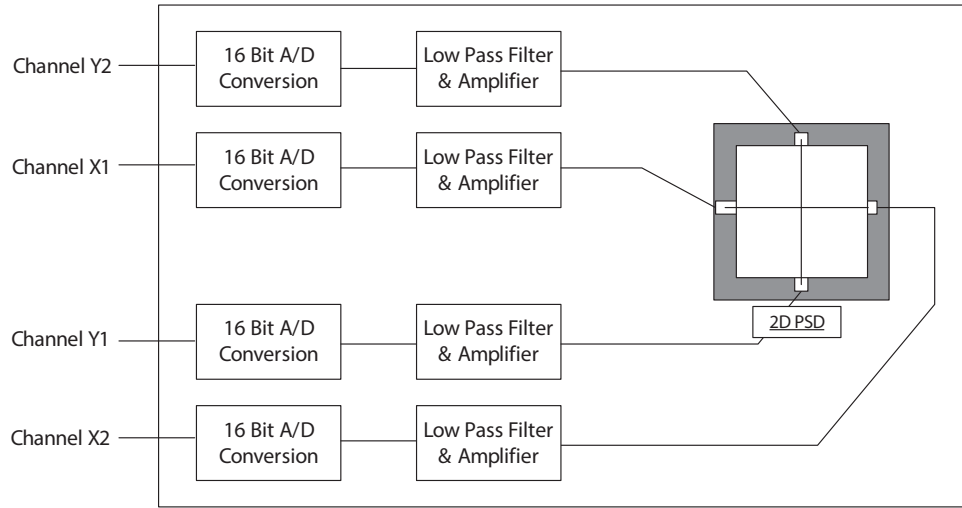 Channel Y2
16 Bit A/D
Conversion
Low Pass Filter
& Amplifier
Channel X1
16 Bit A/D
Conversion
Low Pass Filter
& Amplifier
Channel Y1
16 Bit A/D
Conversion
Low Pass Filter
& Amplifier
2D PSD
Channel X2
16 Bit A/D
Conversion
Low Pass Filter
& Amplifier